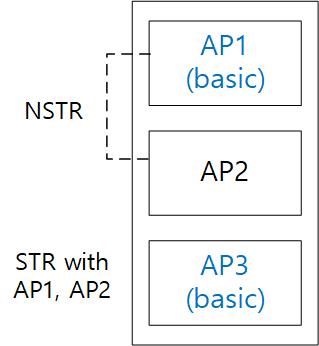 AP1
(basic)
NSTR
AP2
STR with
AP1, AP2
AP3
(basic)